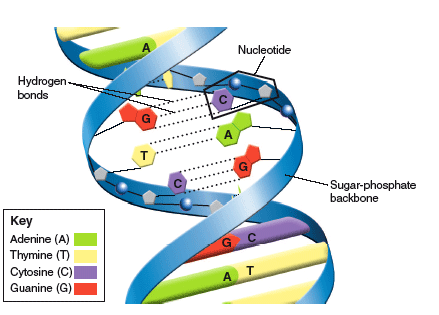 A
Nucleotide
Hydrogen
bonds
C
G
A
T
G
C
Sugar-phosphate
backbone
Key
Adenine (A)
Thymine (T)
Cytosine (C)
Guanine (G)
G C
A T